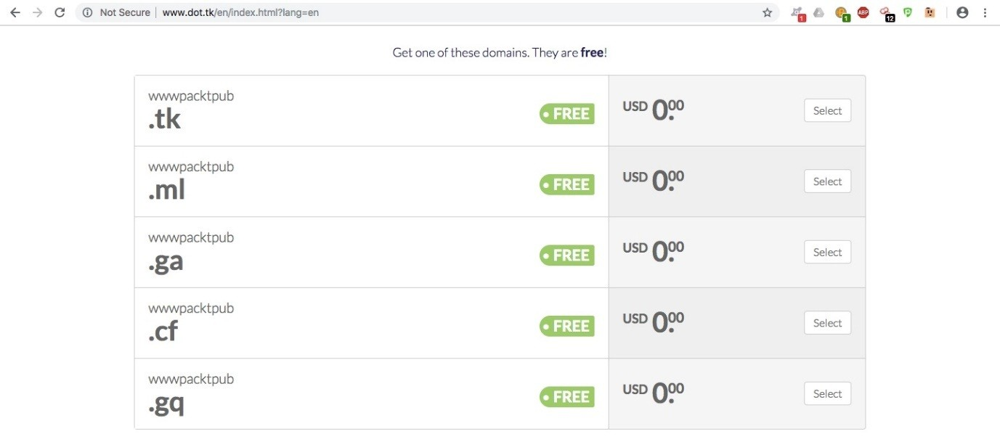 Not Secure | www.dot.tk/en/index.html?lang=en
1 1 ABP 12
Get one of these domains. They are free!
wwwpacktpub
.tk
FREE
USD 0.00
Select
wwwpacktpub
.ml
FREE
USD 0.00
Select
wwwpacktpub
.ga
FREE
USD 0.00
Select
wwwpacktpub
.cf
FREE
USD 0.00
Select
wwwpacktpub
.gq
FREE
USD 0.00
Select